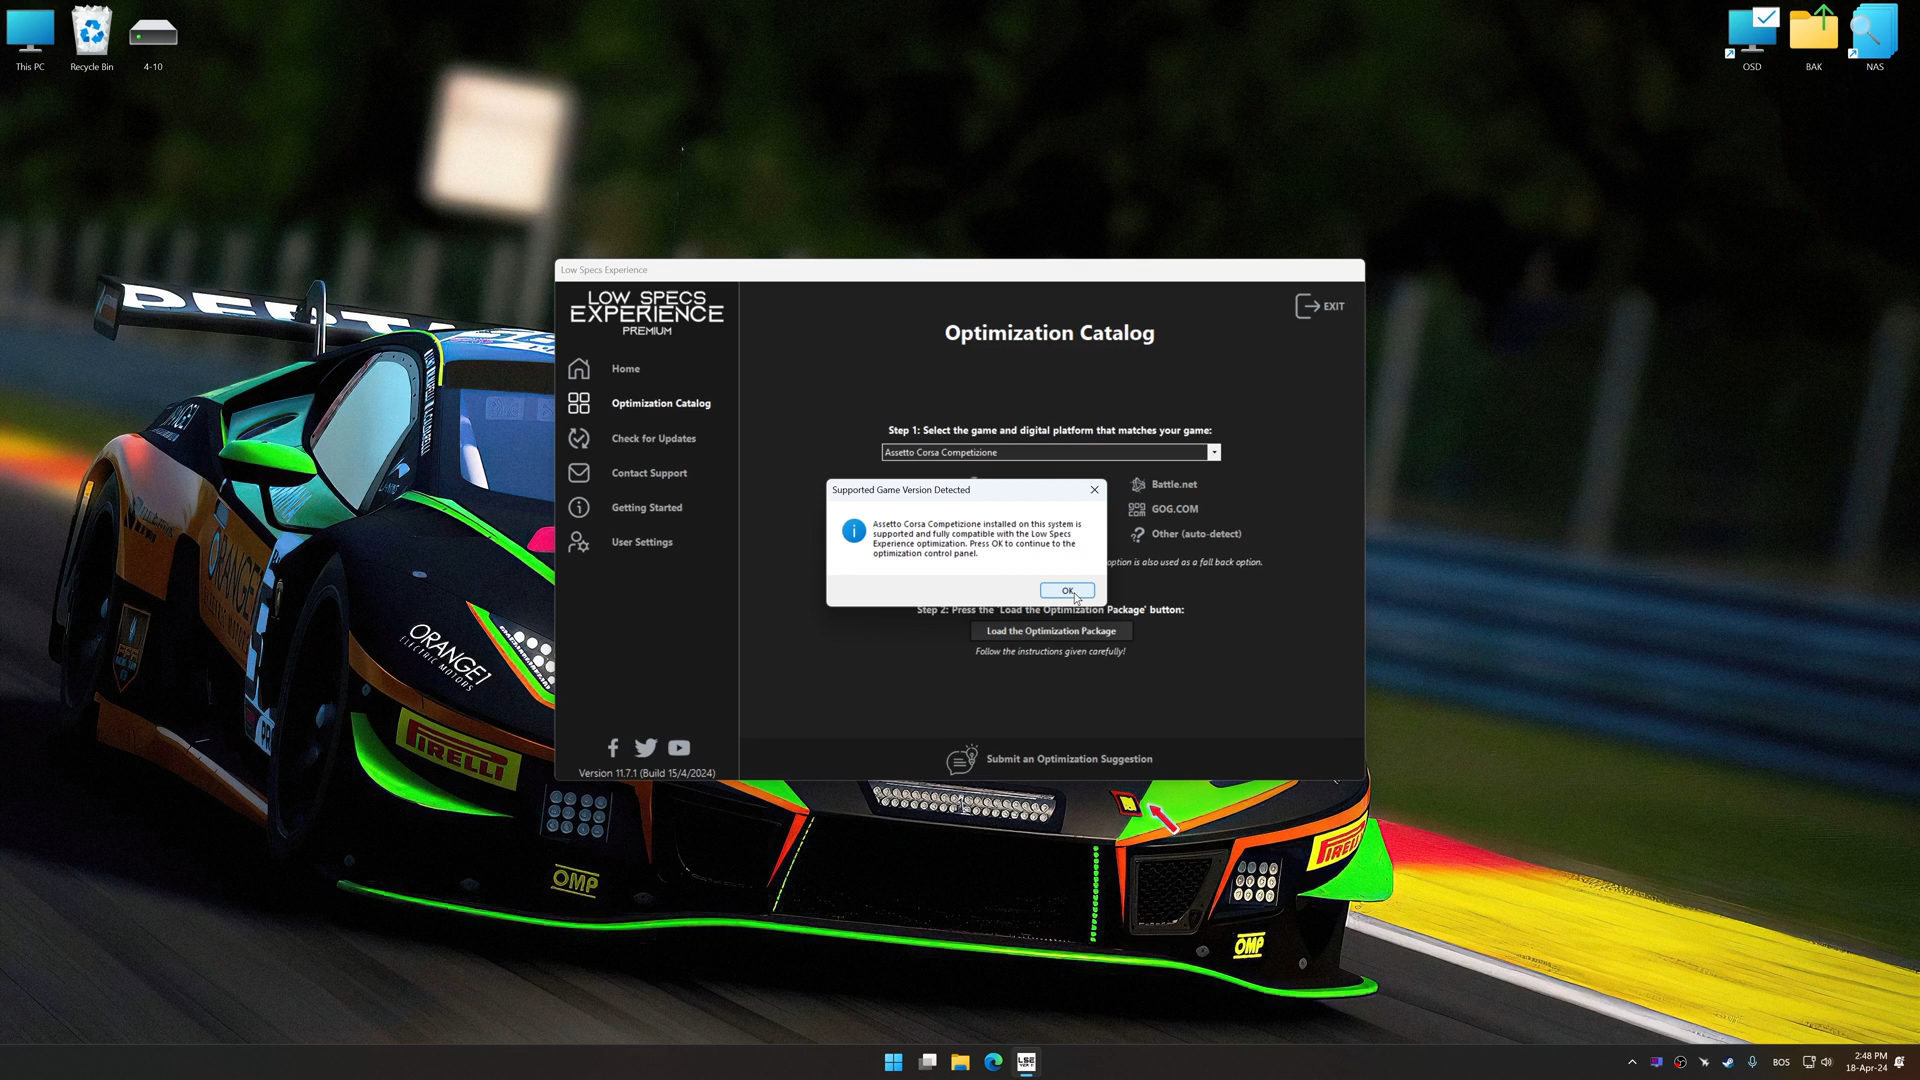 This PC
Recycle Bin
4-10
OSD
BAK
NAS
Low Specs Experience
LOW SPECS
EXPERIENCE
PREMIUM
Home
Optimization Catalog
Check for Updates
Contact Support
Getting Started
User Settings
Version 11.7.1 (Build 15/4/2024)
EXIT
Optimization Catalog
Step 1: Select the game and digital platform that matches your game:
Assetto Corsa Competizione
Battle.net
GOG.COM
Other (auto-detect)
option is also used as a fall back option.
Supported Game Version Detected
Assetto Corsa Competizione installed on this system is
supported and fully compatible with the Low Specs
Experience optimization. Press OK to continue to the
optimization control panel.
OK
Step 2: Press the 'Load the Optimization Package' button:
Load the Optimization Package
Follow the instructions given carefully!
Submit an Optimization Suggestion
ORANGE1
ELECTRIC MOTORS
PIRELLI
PIRELLI
OMP
OMP
LSE
BOS
2:48 PM
18-Apr-24